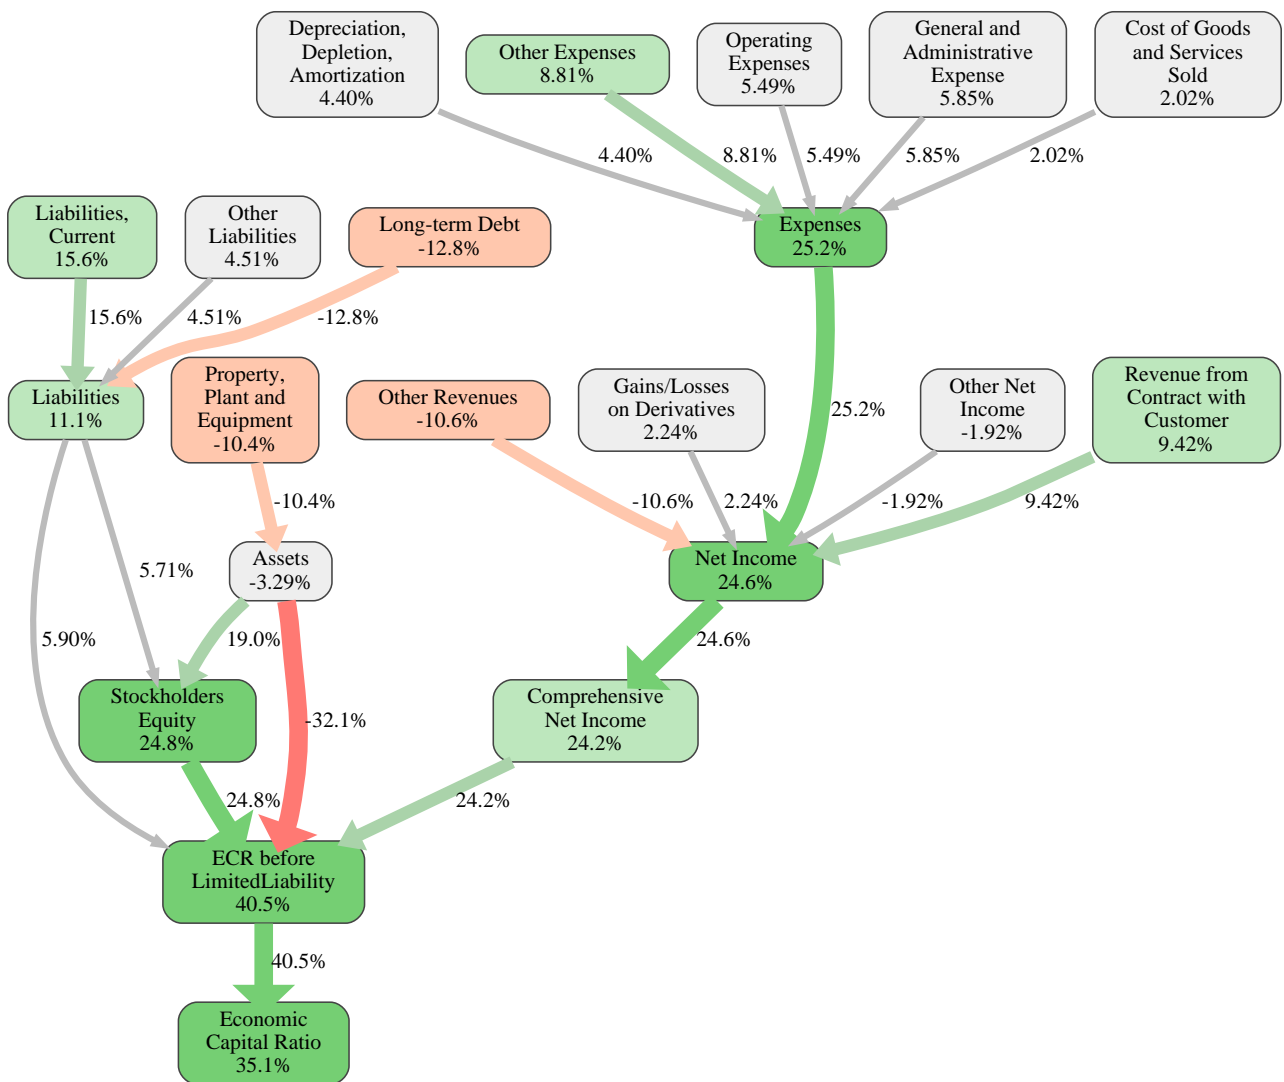 Depreciation,
Depletion,
Amortization
4.40%
Other Expenses
8.81%
Operating
Expenses
5.49%
General and
Administrative
Expense
5.85%
Cost of Goods
and Services
Sold
2.02%
4.40%
8.81%
5.49%
5.85%
2.02%
Liabilities,
Current
15.6%
Other
Liabilities
4.51%
Long-term Debt
-12.8%
Expenses
25.2%
15.6%
4.51%
-12.8%
Liabilities
11.1%
Property,
Plant and
Equipment
-10.4%
Other Revenues
-10.6%
Gains/Losses
on Derivatives
2.24%
25.2%
Other Net
Income
-1.92%
Revenue from
Contract with
Customer
9.42%
-10.4%
-10.6%
2.24%
-1.92%
9.42%
Assets
-3.29%
Net Income
24.6%
5.71%
5.90%
19.0%
24.6%
Stockholders
Equity
24.8%
-32.1%
Comprehensive
Net Income
24.2%
24.8%
24.2%
ECR before
LimitedLiability
40.5%
40.5%
Economic
Capital Ratio
35.1%